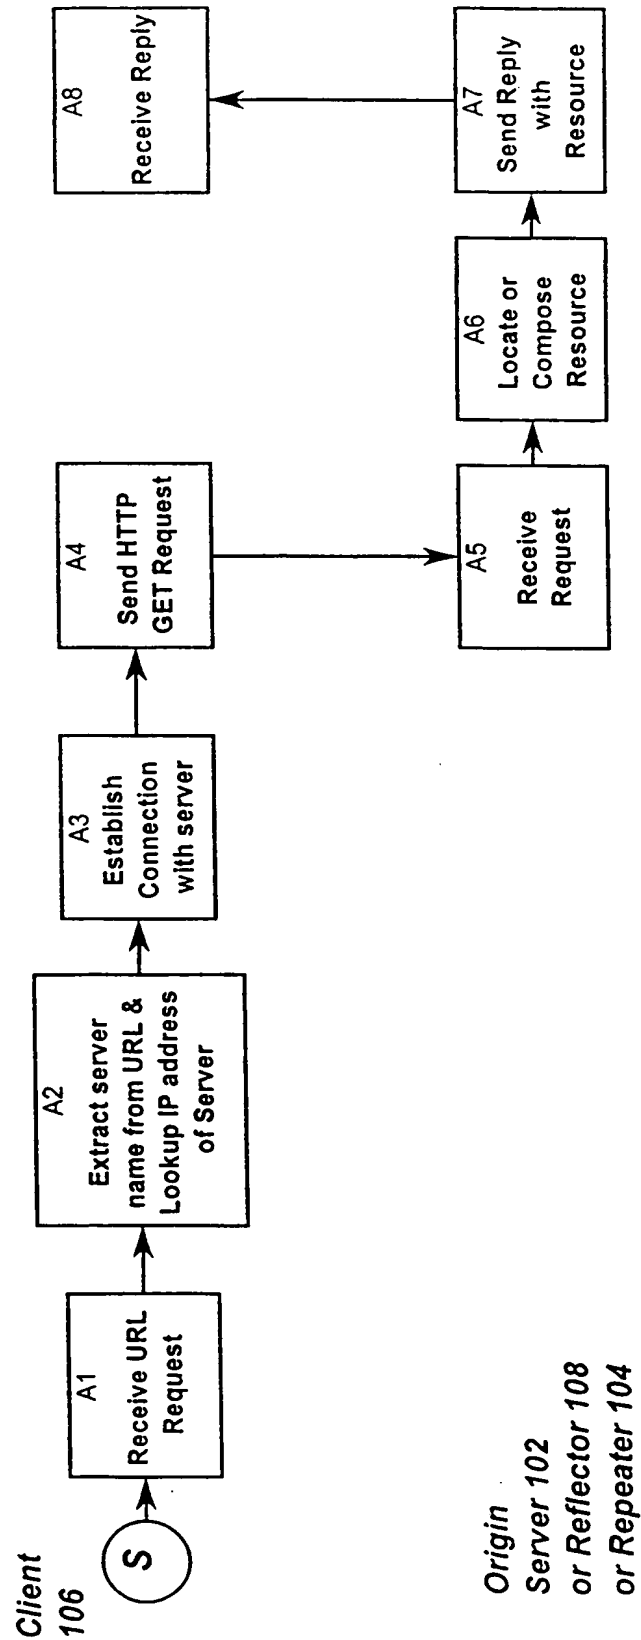 Client
106
S
A1
Receive URL
Request
A2
Extract server
name from URL &
Lookup IP address
of Server
A3
Establish
Connection
with server
A4
Send HTTP
GET Request
A8
Receive Reply
Origin
Server 102
or Reflector 108
or Repeater 104
A5
Receive
Request
A6
Locate or
Compose
Resource
A7
Send Reply
with
Resource